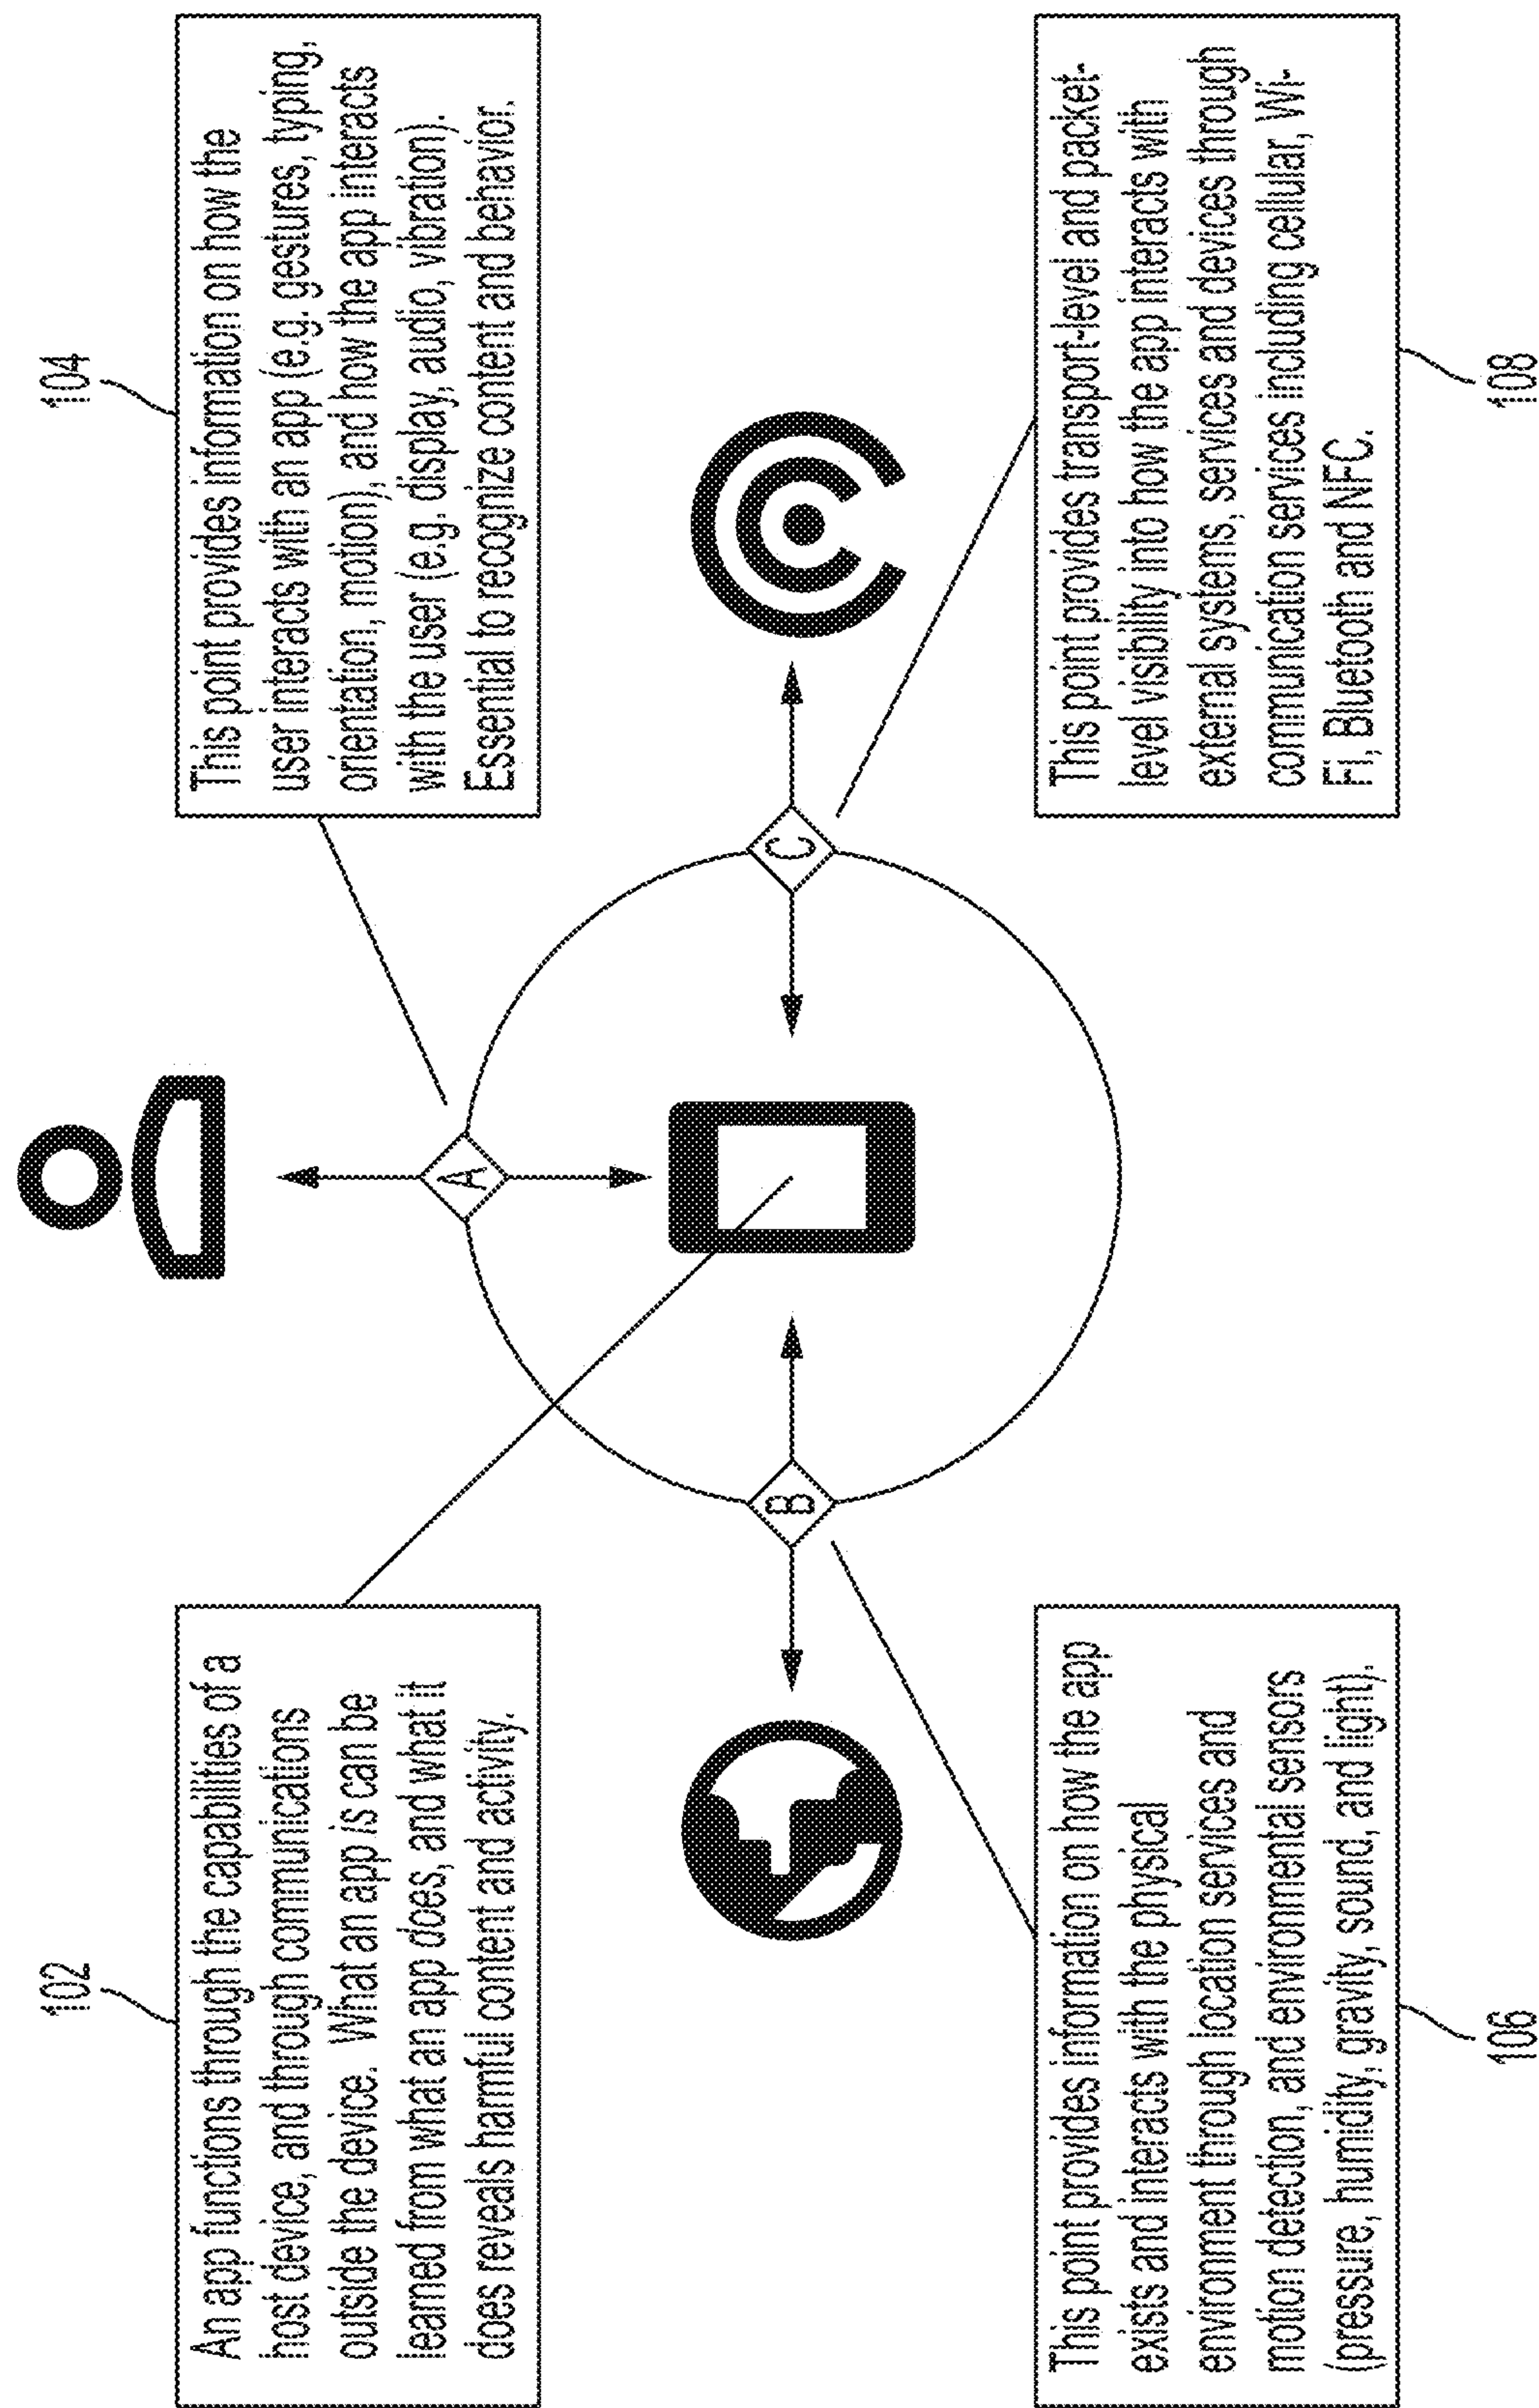 102
An app functions through the capabilities of a
host device, and through communications
outside the device. What an app is can be
learned from what an app does, and what it
does reveals harmful content and activity.
104
This point provides information on how the
user interacts with an app (e.g. gestures, typing,
orientation, motion), and how the app interacts
with the user (e.g. display, audio, vibration).
Essential to recognize content and behavior.
A
B
C
This point provides information on how the app
exists and interacts with the physical
environment through location services and
motion detection, and environmental sensors
(pressure, humidity, gravity, sound, and light).
106
This point provides transport-level and packet-
level visibility into how the app interacts with
external systems, services and devices through
communication services including cellular, Wi-
Fi, Bluetooth and NFC.
108